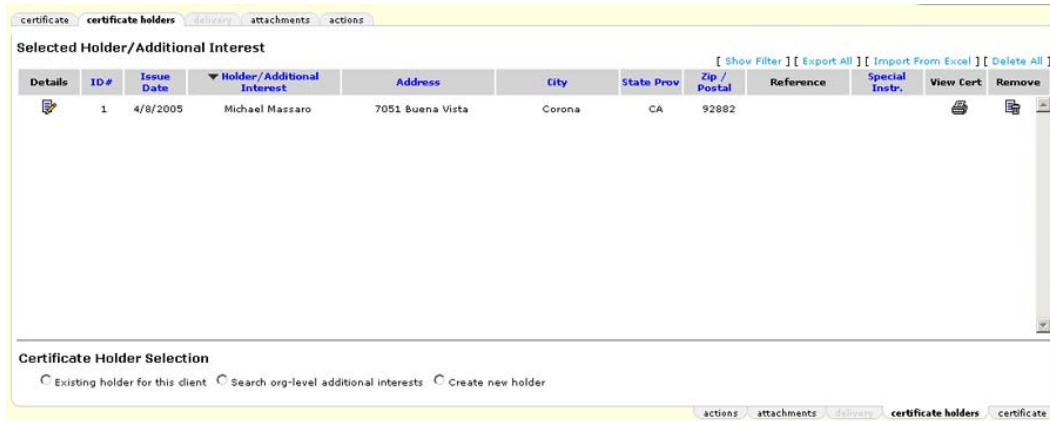 certificate certificate holders delivery attachments actions
Selected Holder/Additional Interest
[ Show Filter ] [ Export All ] [ Import From Excel ] [ Delete All ]
Details ID# Issue Date Holder/Additional Interest Address City State Prov Zip / Postal Reference Special Instr. View Cert Remove
1 4/8/2005 Michael Massaro 7051 Buena Vista Corona CA 92882
Certificate Holder Selection
Existing holder for this client Search org-level additional interests Create new holder
actions attachments delivery certificate holders certificate